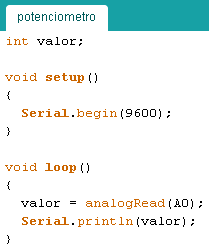 potenciometro
int valor;
void setup()
{
Serial.begin(9600);
}
void loop()
{
valor = analogRead(A0);
Serial.println(valor);
}